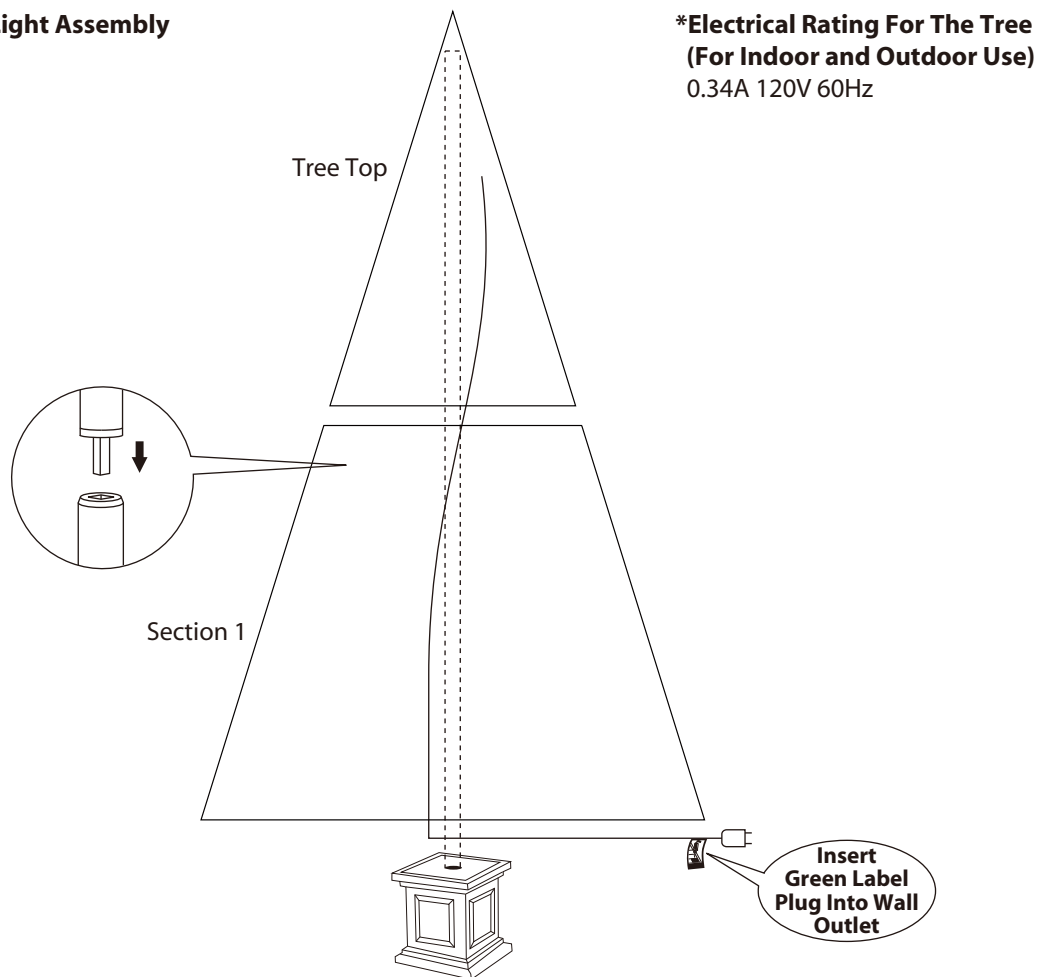 ight Assembly
*Electrical Rating For The Tree
(For Indoor and Outdoor Use)
0.34A 120V 60Hz
Tree Top
Section 1
Insert
Green Label
Plug Into Wall
Outlet